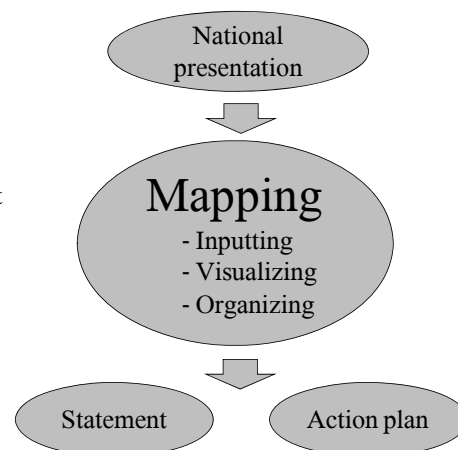 National
presentation
t
Mapping
- Inputting
- Visualizing
- Organizing
Statement
Action plan